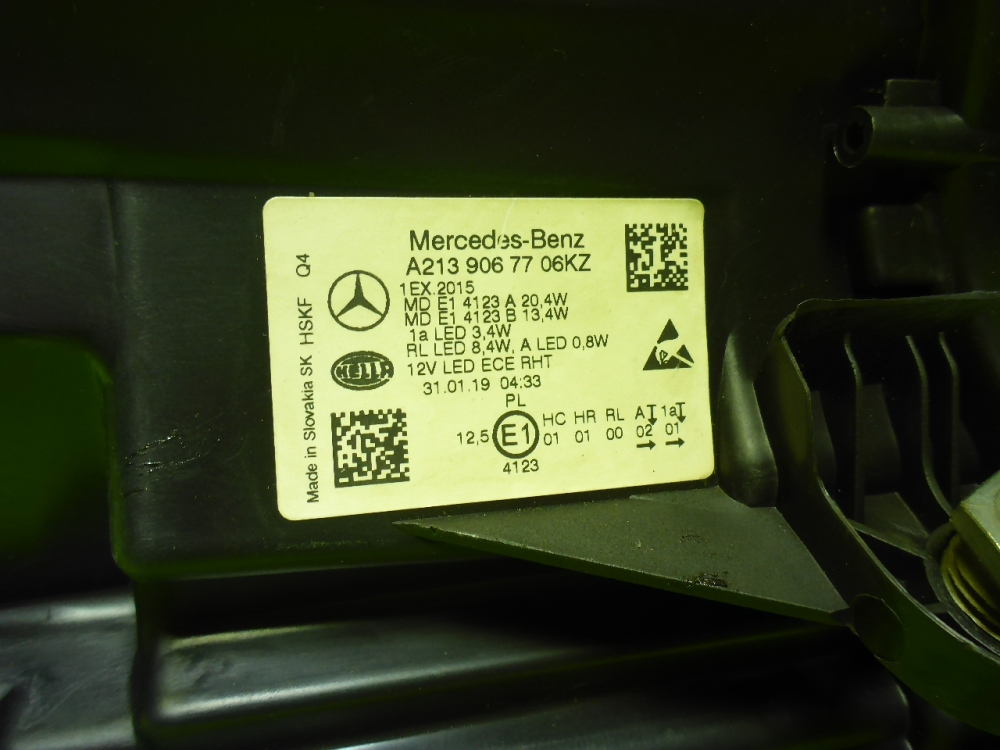 Mercedes-Benz
A213 906 77 06KZ
1EX.2015
MD E1 4123 A 20,4W
MD E1 4123 B 13,4W
1a LED 3,4W
RL LED 8,4W, A LED 0,8W
12V LED ECE RHT
31.01.19 04:33
PL
HC HR RL A 1a
12,5 E1 01 01 00 02 01
4123
HELLA
Made in Slovakia SK HSKF Q4